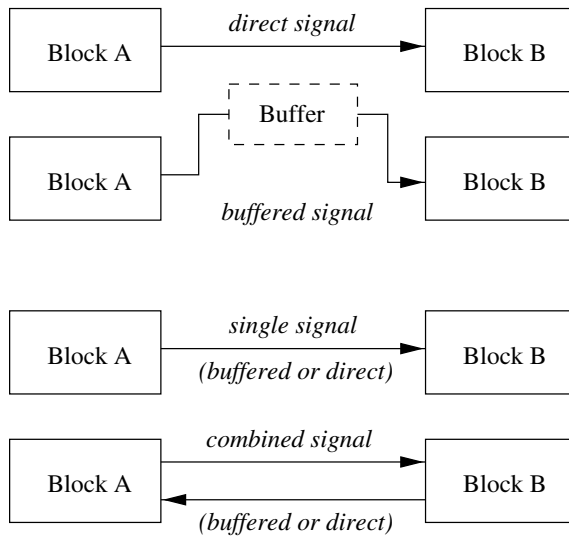 direct signal
Block A
Block B
Buffer
Block A
Block B
buffered signal
single signal
Block A
Block B
(buffered or direct)
combined signal
Block A
Block B
(buffered or direct)